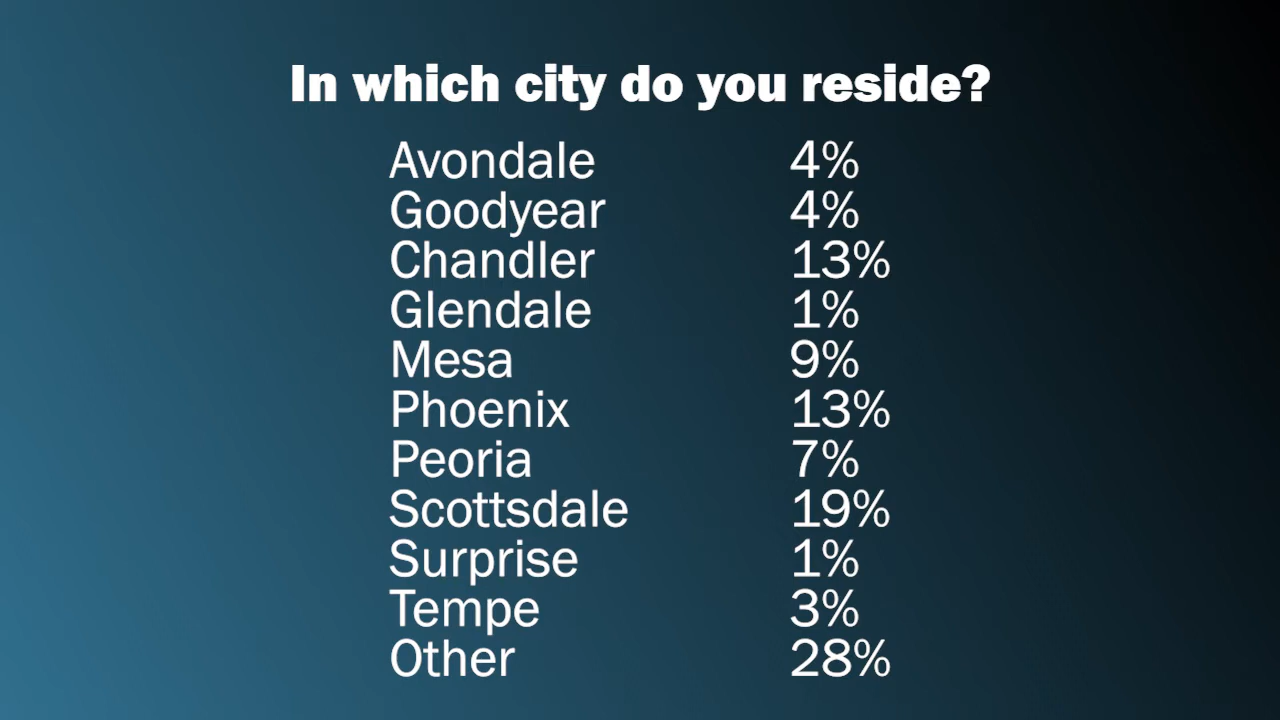 In which city do you reside?
Avondale 4%
Goodyear 4%
Chandler 13%
Glendale 1%
Mesa 9%
Phoenix 13%
Peoria 7%
Scottsdale 19%
Surprise 1%
Tempe 3%
Other 28%